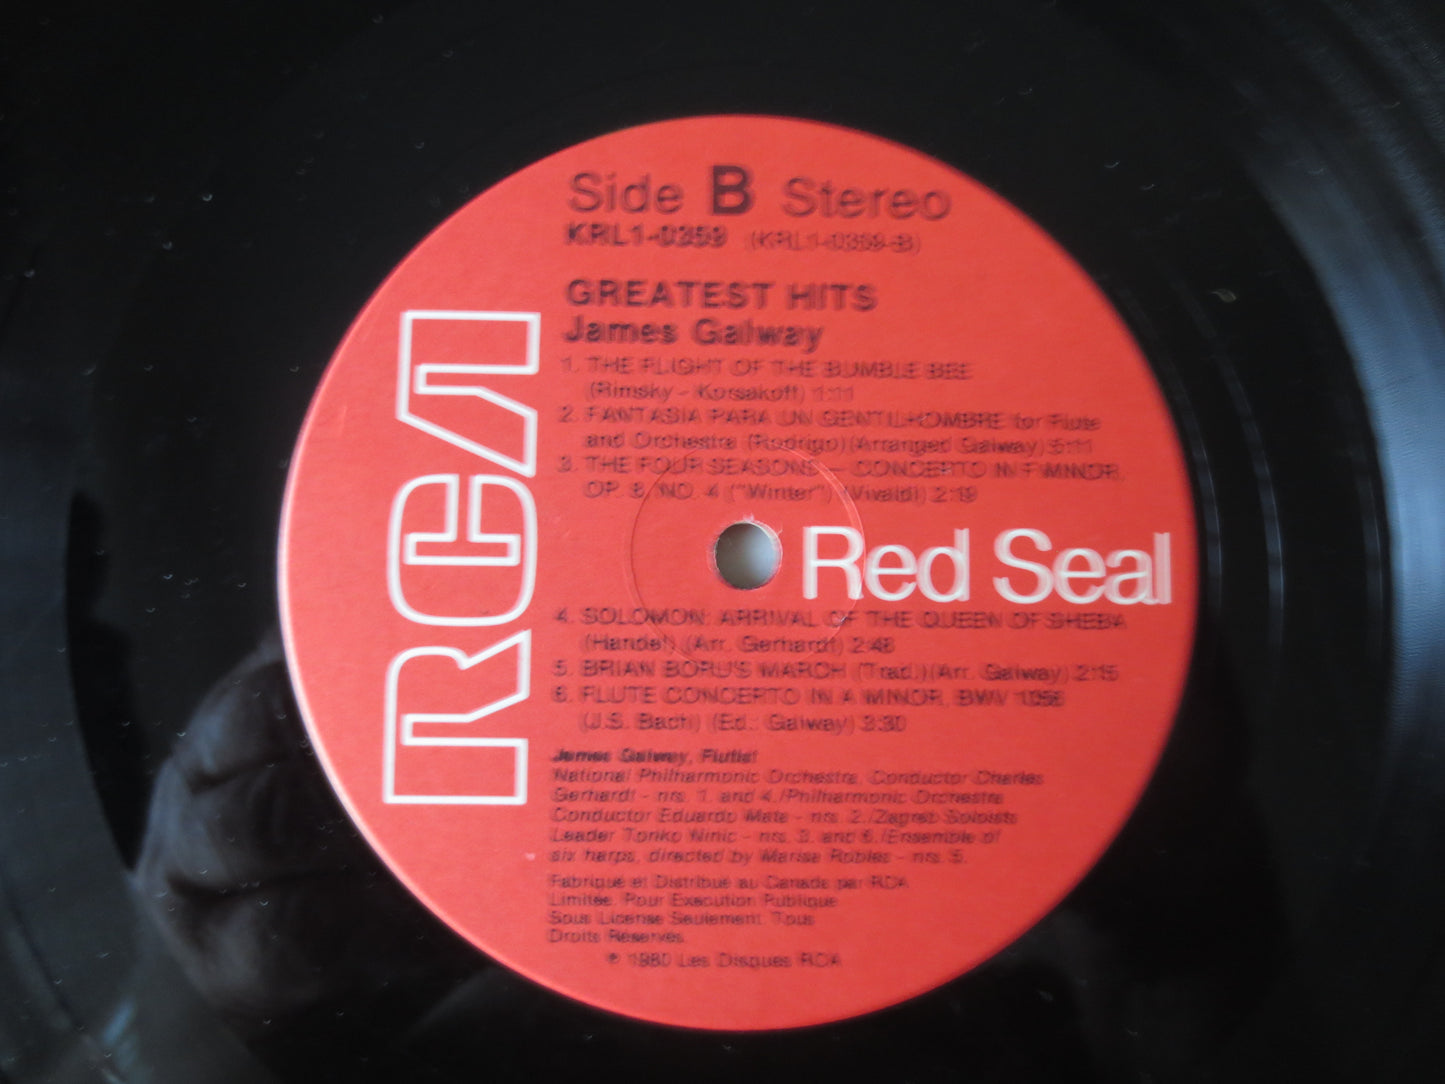 Side B Stereo
KRL1-0359 (KRL1-0359-B)
GREATEST HITS
James Galway
1. THE FLIGHT OF THE BUMBLE BEE
(Rimsky - Korsakoff) 1:11
2. FANTASIA PARA UN GENTILHOMBRE for Flute
and Orchestra (Rodrigo) (Arranged Galway) 5:11
3. THE FOUR SEASONS - CONCERTO IN F MINOR,
OP. 8, NO. 4 ("Winter") (Vivaldi) 2:19
RCA
Red Seal
4. SOLOMON: ARRIVAL OF THE QUEEN OF SHEBA
(Handel) (Arr. Gerhardt) 2:46
5. BRIAN BORU'S MARCH (Trad.) (Arr. Galway) 2:15
6. FLUTE CONCERTO IN A MINOR, BWV 1056
(J.S. Bach) (Ed.: Galway) 3:30
James Galway, Flutist
National Philharmonic Orchestra, Conductor Charles
Gerhardt - nrs. 1. and 4./Philharmonic Orchestra
Conductor Eduardo Mata - nrs. 2./Zagreb Soloists
Leader Tonko Ninic - nrs. 3. and 6./Ensemble of
six harps, directed by Marisa Robles - nrs. 5.
Fabriqué et Distribué au Canada par RCA
Limitée. Pour Execution Publique
Sous License Seulement. Tous
Droits Réservés.
℗ 1980 Les Disques RCA